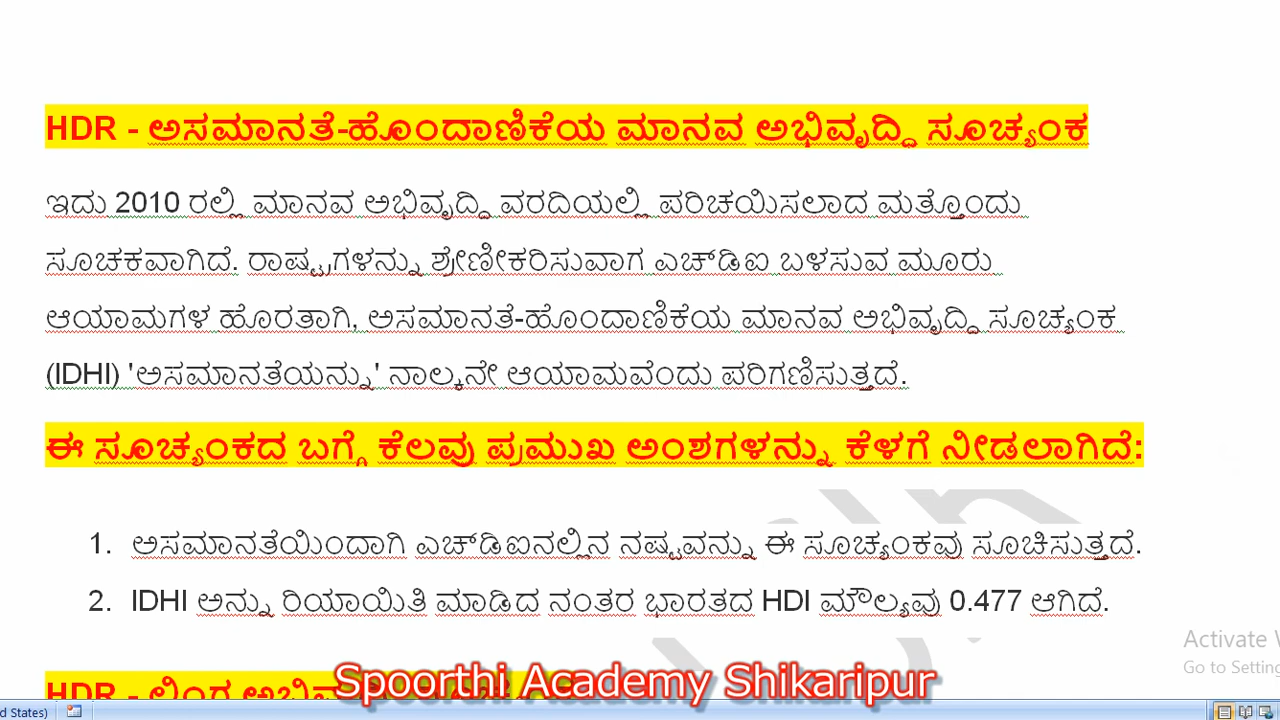 HDR - ಅಸಮಾನತೆ-ಹೊಂದಾಣಿಕೆಯ ಮಾನವ ಅಭಿವೃದ್ಧಿ ಸೂಚ್ಯಂಕ
ಇದು 2010 ರಲ್ಲಿ ಮಾನವ ಅಭಿವೃದ್ಧಿ ವರದಿಯಲ್ಲಿ ಪರಿಚಯಿಸಲಾದ ಮತ್ತೊಂದು
ಸೂಚಕವಾಗಿದೆ. ರಾಷ್ಟ್ರಗಳನ್ನು ಶ್ರೇಣೀಕರಿಸುವಾಗ ಎಚ್‌ಡಿಐ ಬಳಸುವ ಮೂರು
ಆಯಾಮಗಳ ಹೊರತಾಗಿ, ಅಸಮಾನತೆ-ಹೊಂದಾಣಿಕೆಯ ಮಾನವ ಅಭಿವೃದ್ಧಿ ಸೂಚ್ಯಂಕ
(IDHI) 'ಅಸಮಾನತೆಯನ್ನು' ನಾಲ್ಕನೇ ಆಯಾಮವೆಂದು ಪರಿಗಣಿಸುತ್ತದೆ.
ಈ ಸೂಚ್ಯಂಕದ ಬಗ್ಗೆ ಕೆಲವು ಪ್ರಮುಖ ಅಂಶಗಳನ್ನು ಕೆಳಗೆ ನೀಡಲಾಗಿದೆ:
1. ಅಸಮಾನತೆಯಿಂದಾಗಿ ಎಚ್‌ಡಿಐನಲ್ಲಿನ ನಷ್ಟವನ್ನು ಈ ಸೂಚ್ಯಂಕವು ಸೂಚಿಸುತ್ತದೆ.
2. IDHI ಅನ್ನು ರಿಯಾಯಿತಿ ಮಾಡಿದ ನಂತರ ಭಾರತದ HDI ಮೌಲ್ಯವು 0.477 ಆಗಿದೆ.
Activate
Go to Setting
HDR - ಲಿಂಗ
Spoorthi Academy Shikaripur
d States)